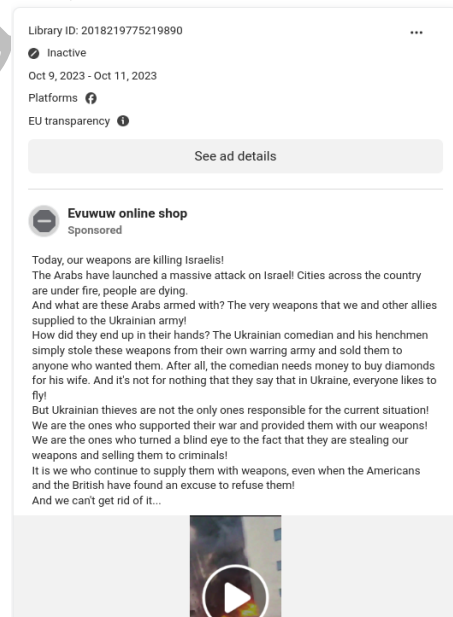 Library ID: 2018219775219890
Inactive
Oct 9, 2023 - Oct 11, 2023
Platforms
EU transparency
See ad details
Evuwuw online shop
Sponsored
Today, our weapons are killing Israelis!
The Arabs have launched a massive attack on Israel! Cities across the country
are under fire, people are dying.
And what are these Arabs armed with? The very weapons that we and other allies
supplied to the Ukrainian army!
How did they end up in their hands? The Ukrainian comedian and his henchmen
simply stole these weapons from their own warring army and sold them to
anyone who wanted them. After all, the comedian needs money to buy diamonds
for his wife. And it's not for nothing that they say that in Ukraine, everyone likes to
fly!
But Ukrainian thieves are not the only ones responsible for the current situation!
We are the ones who supported their war and provided them with our weapons!
We are the ones who turned a blind eye to the fact that they are stealing our
weapons and selling them to criminals!
It is we who continue to supply them with weapons, even when the Americans
and the British have found an excuse to refuse them!
And we can't get rid of it...